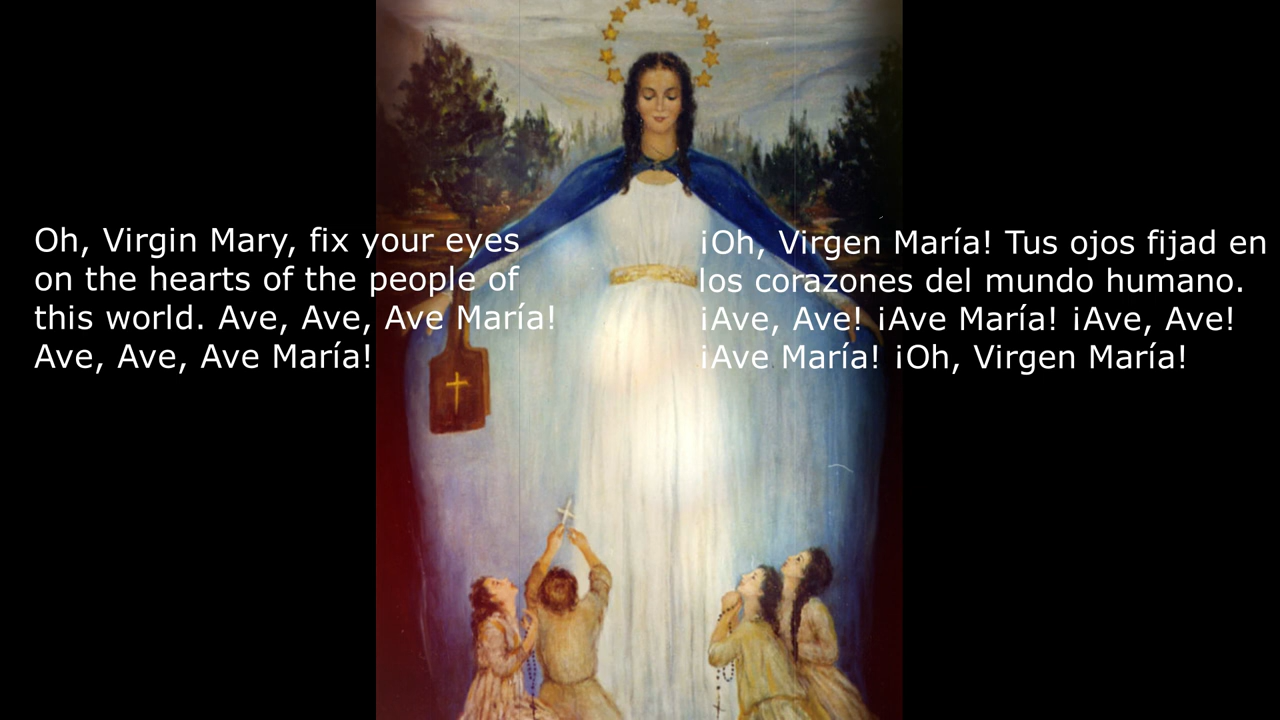 Oh, Virgin Mary, fix your eyes
on the hearts of the people of
this world. Ave, Ave, Ave María!
Ave, Ave, Ave María!
¡Oh, Virgen María! Tus ojos fijad en
los corazones del mundo humano.
¡Ave, Ave! ¡Ave María! ¡Ave, Ave!
¡Ave María! ¡Oh, Virgen María!